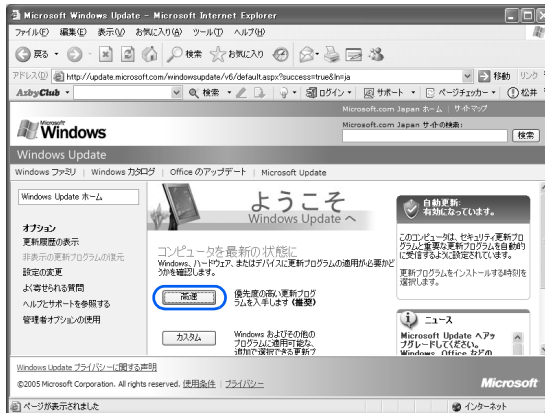 Microsoft Windows Update - Microsoft Internet Explorer
ファイル(F) 編集(E) 表示(V) お気に入り(A) ツール(T) ヘルプ(H)
戻る 検索 お気に入り
アドレス(D) http://update.microsoft.com/windowsupdate/v6/default.aspx?success=true&ln=ja 移動 リンク
AzbyClub 検索 ログイン サポート ページチェッカー 松井
Microsoft.com Japan ホーム | サイトマップ
Microsoft Windows
Microsoft.com Japan サイトの検索:
検索
Windows Update
Windows ファミリ | Windows カタログ | Office のアップデート | Microsoft Update
Windows Update ホーム
オプション
更新履歴の表示
非表示の更新プログラムの復元
設定の変更
よく寄せられる質問
ヘルプとサポートを参照する
管理者オプションの使用
ようこそ
Windows Update へ
コンピュータを最新の状態に
Windows、ハードウェア、またはデバイスに更新プログラムの適用が必要かど
うかを確認します。
高速
優先度の高い更新プログ
ラムを入手します (推奨)
カスタム
Windows およびその他の
プログラムに適用可能な、
追加で選択できる更新プ
自動更新:
有効になっています。
このコンピュータは、セキュリティ更新プロ
グラムと重要な更新プログラムを自動的
に受信するように設定されています。
更新プログラムをインストールする時刻を
選択します。
ニュース
Microsoft Update へアッ
プグレードしてください。
Windows、Office などの
Windows Update プライバシーに関する声明
©2005 Microsoft Corporation. All rights reserved. 使用条件 | プライバシー
Microsoft
ページが表示されました
インターネット